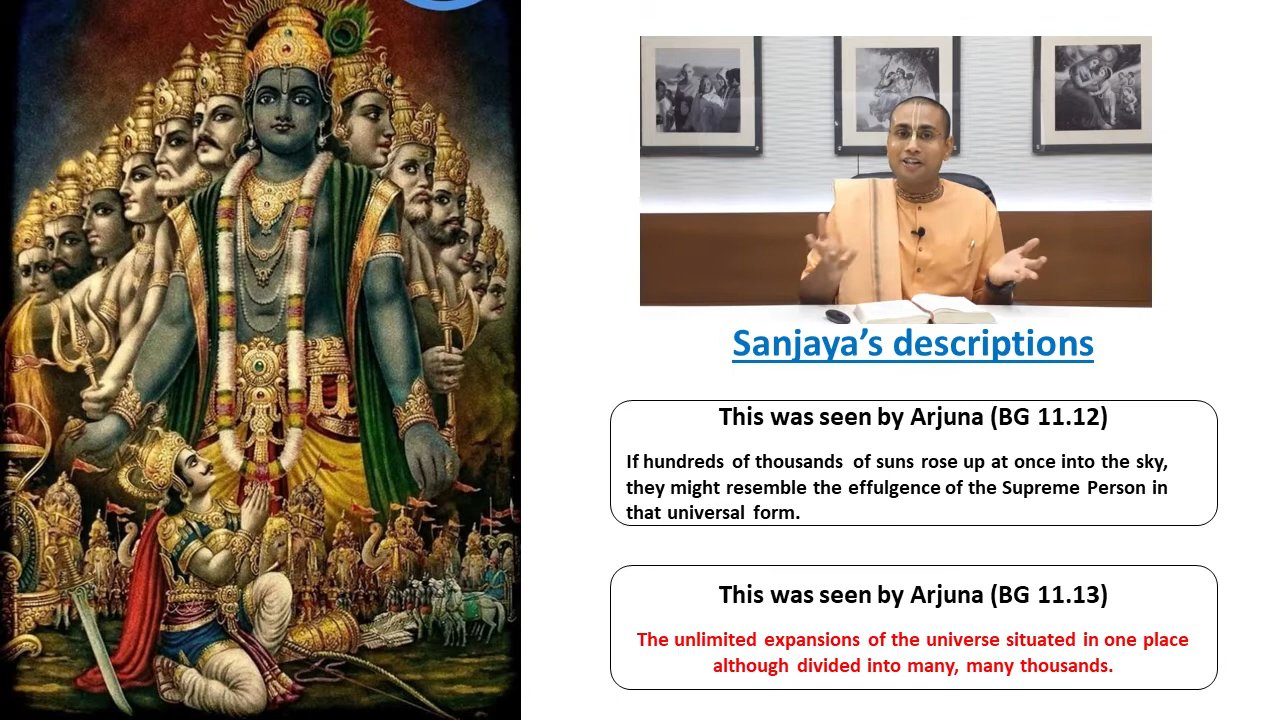 Sanjaya’s descriptions
This was seen by Arjuna (BG 11.12)
If hundreds of thousands of suns rose up at once into the sky,
they might resemble the effulgence of the Supreme Person in
that universal form.
This was seen by Arjuna (BG 11.13)
The unlimited expansions of the universe situated in one place
although divided into many, many thousands.